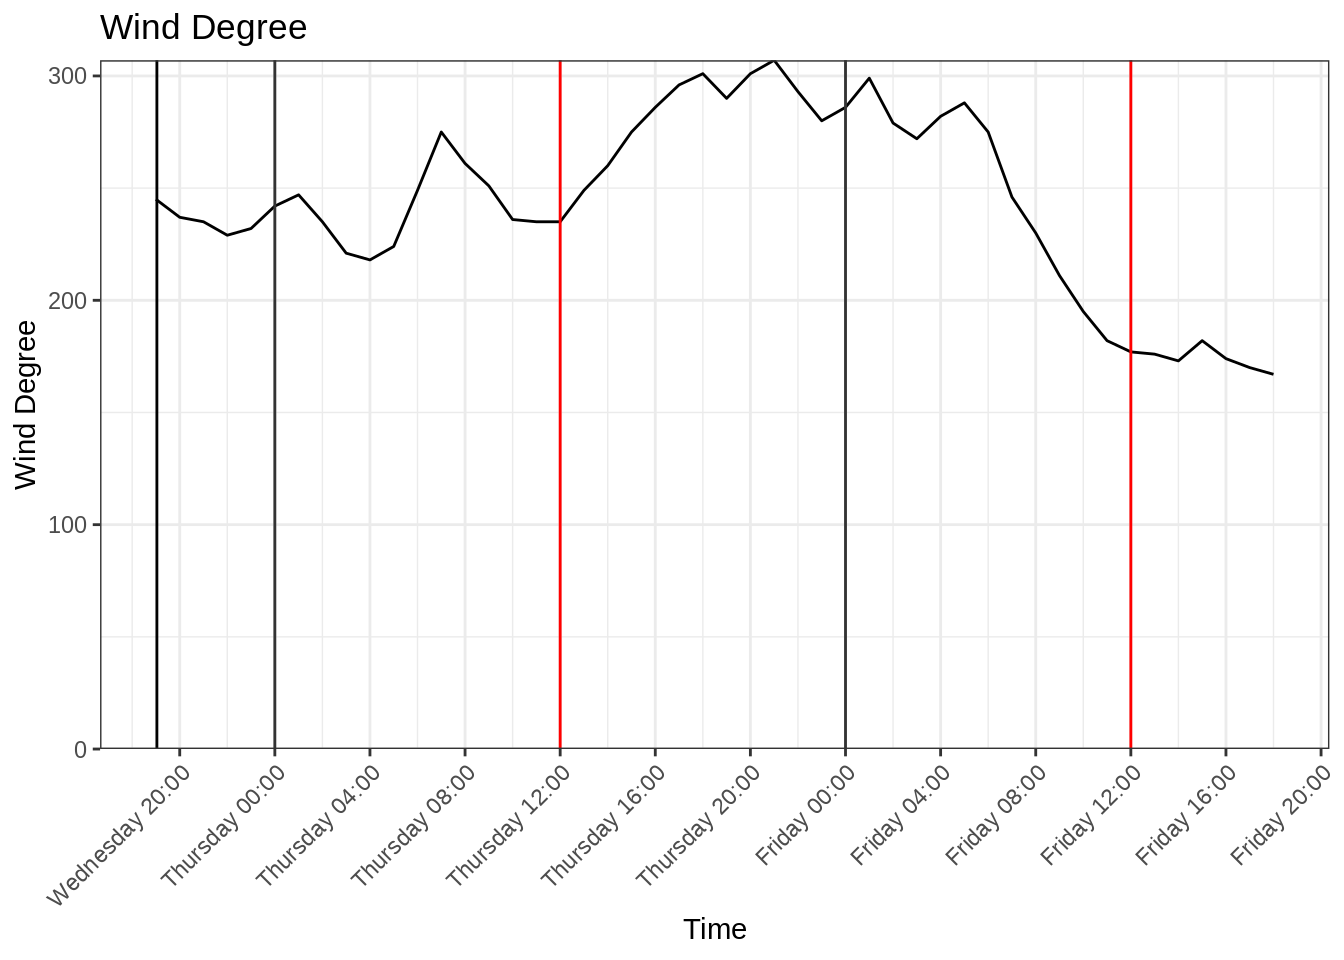 Wind Degree
Wind Degree
300
200
100
0
Wednesday 20:00
Thursday 00:00
Thursday 04:00
Thursday 08:00
Thursday 12:00
Thursday 16:00
Thursday 20:00
Friday 00:00
Friday 04:00
Friday 08:00
Friday 12:00
Friday 16:00
Friday 20:00
Time